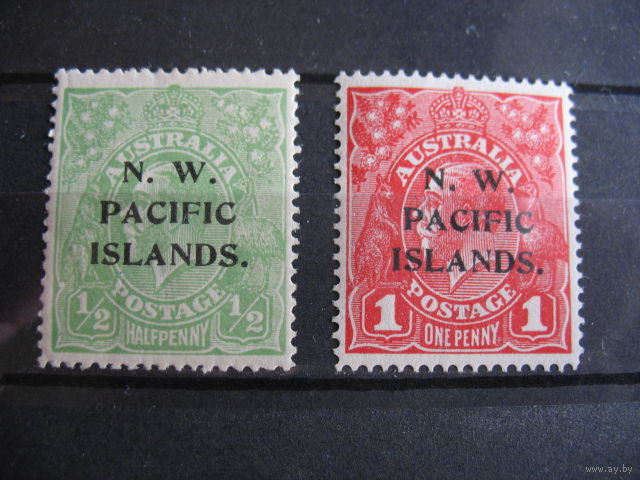 AUSTRALIA
N. W.
PACIFIC
ISLANDS.
POSTAGE
½ HALFPENNY ½
AUSTRALIA
N. W.
PACIFIC
ISLANDS.
POSTAGE
1 ONE PENNY 1
www.ay.by